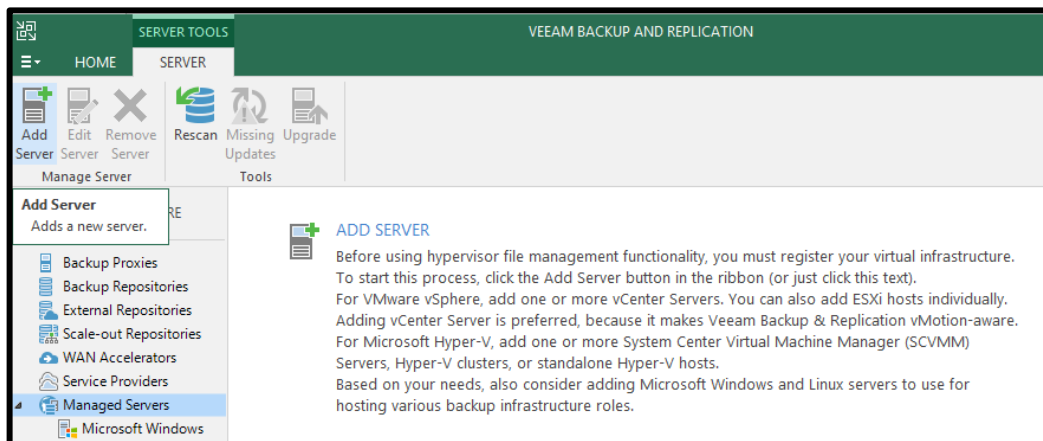 SERVER TOOLS
VEEAM BACKUP AND REPLICATION
HOME
SERVER
Add Server
Edit Server
Remove Server
Rescan
Missing Updates
Upgrade
Manage Server
Tools
Add Server
Adds a new server.
RE
Backup Proxies
Backup Repositories
External Repositories
Scale-out Repositories
WAN Accelerators
Service Providers
Managed Servers
Microsoft Windows
ADD SERVER
Before using hypervisor file management functionality, you must register your virtual infrastructure.
To start this process, click the Add Server button in the ribbon (or just click this text).
For VMware vSphere, add one or more vCenter Servers. You can also add ESXi hosts individually.
Adding vCenter Server is preferred, because it makes Veeam Backup & Replication vMotion-aware.
For Microsoft Hyper-V, add one or more System Center Virtual Machine Manager (SCVMM)
Servers, Hyper-V clusters, or standalone Hyper-V hosts.
Based on your needs, also consider adding Microsoft Windows and Linux servers to use for
hosting various backup infrastructure roles.